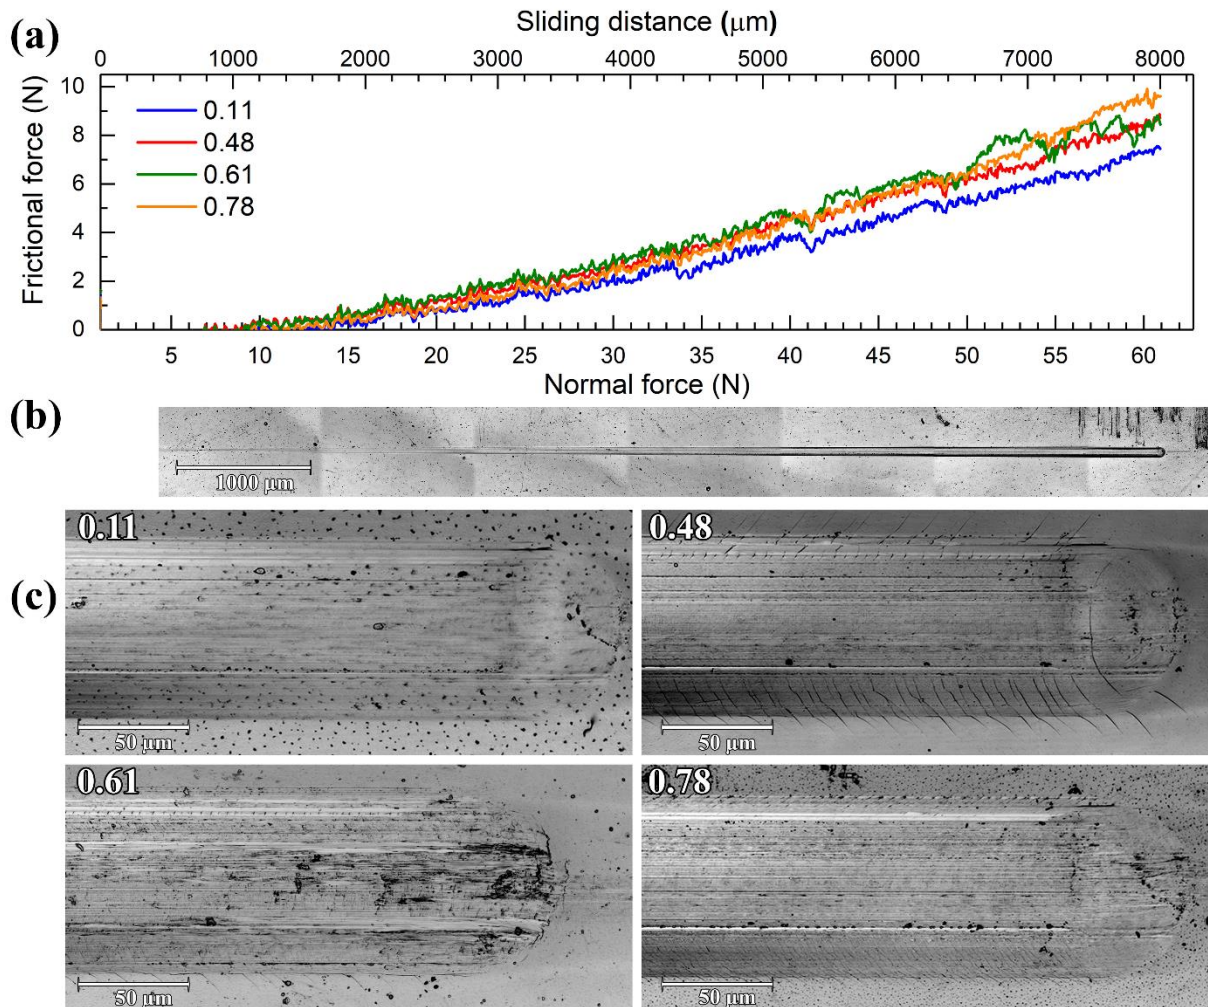 (a)
Sliding distance (μm)
0 1000 2000 3000 4000 5000 6000 7000 8000
Frictional force (N)
10
8
6
4
2
0
0.11
0.48
0.61
0.78
5 10 15 20 25 30 35 40 45 50 55 60
Normal force (N)
(b)
1000 μm
(c)
0.11
50 μm
0.48
50 μm
0.61
50 μm
0.78
50 μm